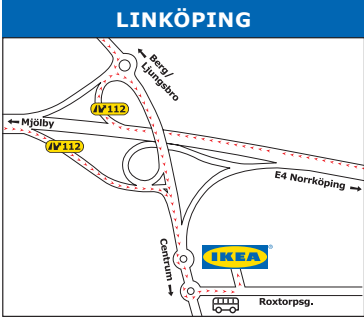 LINKÖPING
Berg/
Ljungsbro
112
Mjölby
112
E4 Norrköping
Centrum
IKEA®
Roxtorpsg.